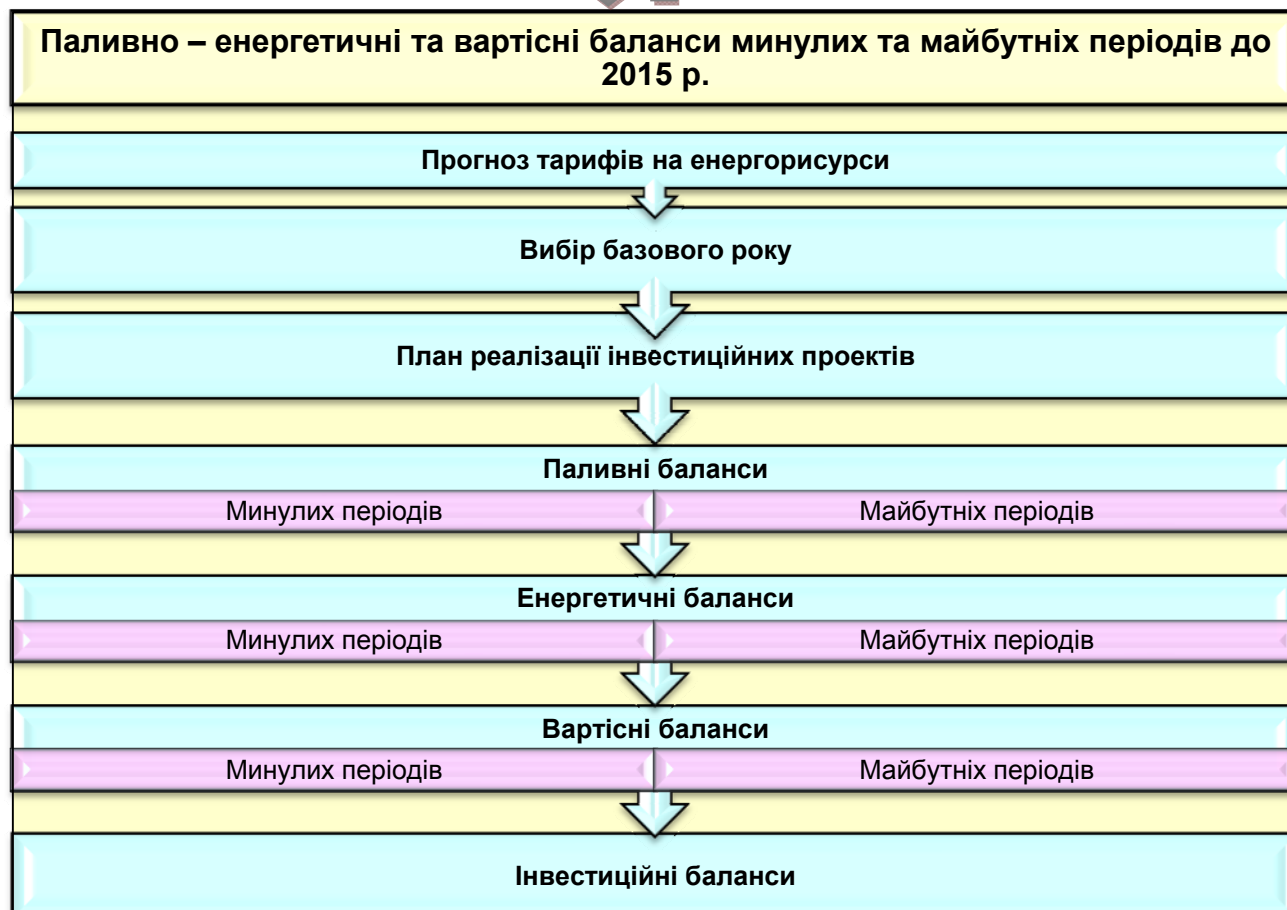 Паливно – енергетичні та вартісні баланси минулих та майбутніх періодів до
2015 р.
Прогноз тарифів на енергорисурси
Вибір базового року
План реалізації інвестиційних проектів
Паливні баланси
Минулих періодів
Майбутніх періодів
Енергетичні баланси
Минулих періодів
Майбутніх періодів
Вартісні баланси
Минулих періодів
Майбутніх періодів
Інвестиційні баланси